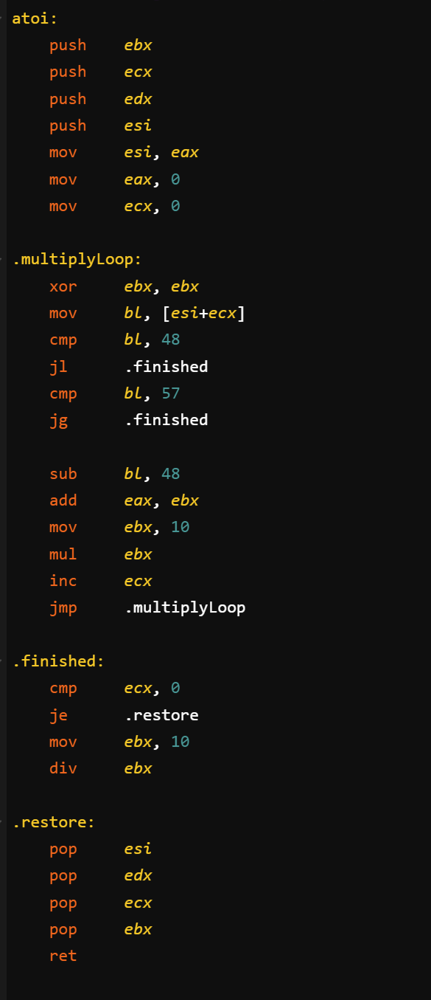 atoi:
    push    ebx
    push    ecx
    push    edx
    push    esi
    mov     esi, eax
    mov     eax, 0
    mov     ecx, 0

.multiplyLoop:
    xor     ebx, ebx
    mov     bl, [esi+ecx]
    cmp     bl, 48
    jl      .finished
    cmp     bl, 57
    jg      .finished

    sub     bl, 48
    add     eax, ebx
    mov     ebx, 10
    mul     ebx
    inc     ecx
    jmp     .multiplyLoop

.finished:
    cmp     ecx, 0
    je      .restore
    mov     ebx, 10
    div     ebx

.restore:
    pop     esi
    pop     edx
    pop     ecx
    pop     ebx
    ret